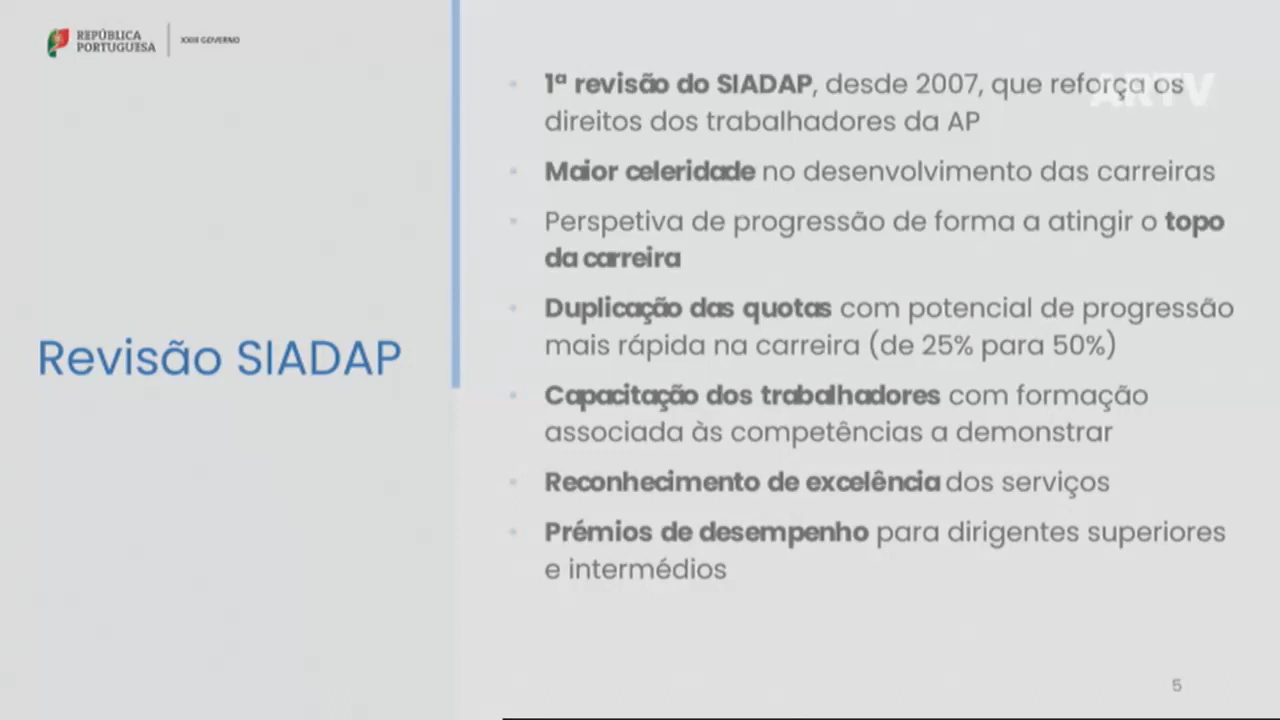 REPÚBLICA
PORTUGUESA
XXIII GOVERNO
ARTV
1ª revisão do SIADAP, desde 2007, que reforça os
direitos dos trabalhadores da AP
Maior celeridade no desenvolvimento das carreiras
Perspetiva de progressão de forma a atingir o topo
da carreira
Duplicação das quotas com potencial de progressão
mais rápida na carreira (de 25% para 50%)
Revisão SIADAP
Capacitação dos trabalhadores com formação
associada às competências a demonstrar
Reconhecimento de excelência dos serviços
Prémios de desempenho para dirigentes superiores
e intermédios
5